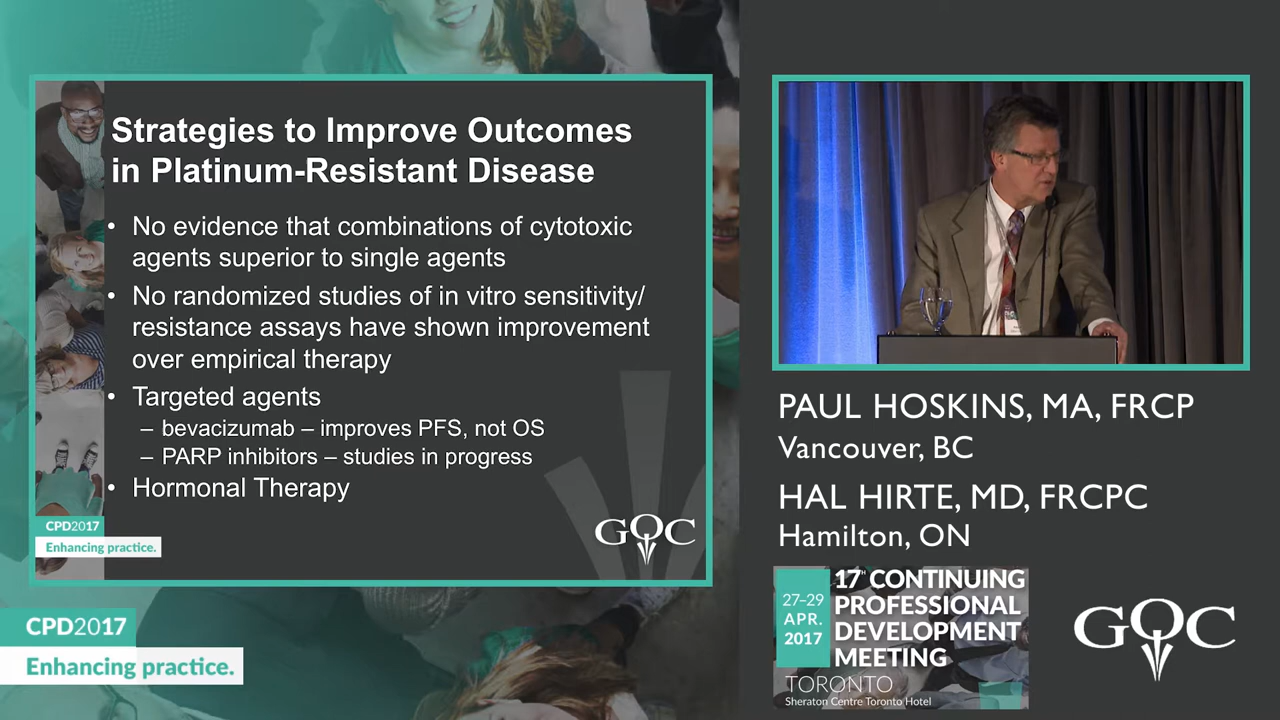 Strategies to Improve Outcomes
in Platinum-Resistant Disease
• No evidence that combinations of cytotoxic
agents superior to single agents
• No randomized studies of in vitro sensitivity/
resistance assays have shown improvement
over empirical therapy
• Targeted agents
– bevacizumab – improves PFS, not OS
– PARP inhibitors – studies in progress
• Hormonal Therapy
CPD2017
Enhancing practice.
GOC
CPD2017
Enhancing practice.
PAUL HOSKINS, MA, FRCP
Vancouver, BC
HAL HIRTE, MD, FRCPC
Hamilton, ON
27–29
APR.
2017
17TH CONTINUING
PROFESSIONAL
DEVELOPMENT
MEETING
TORONTO
Sheraton Centre Toronto Hotel
GOC